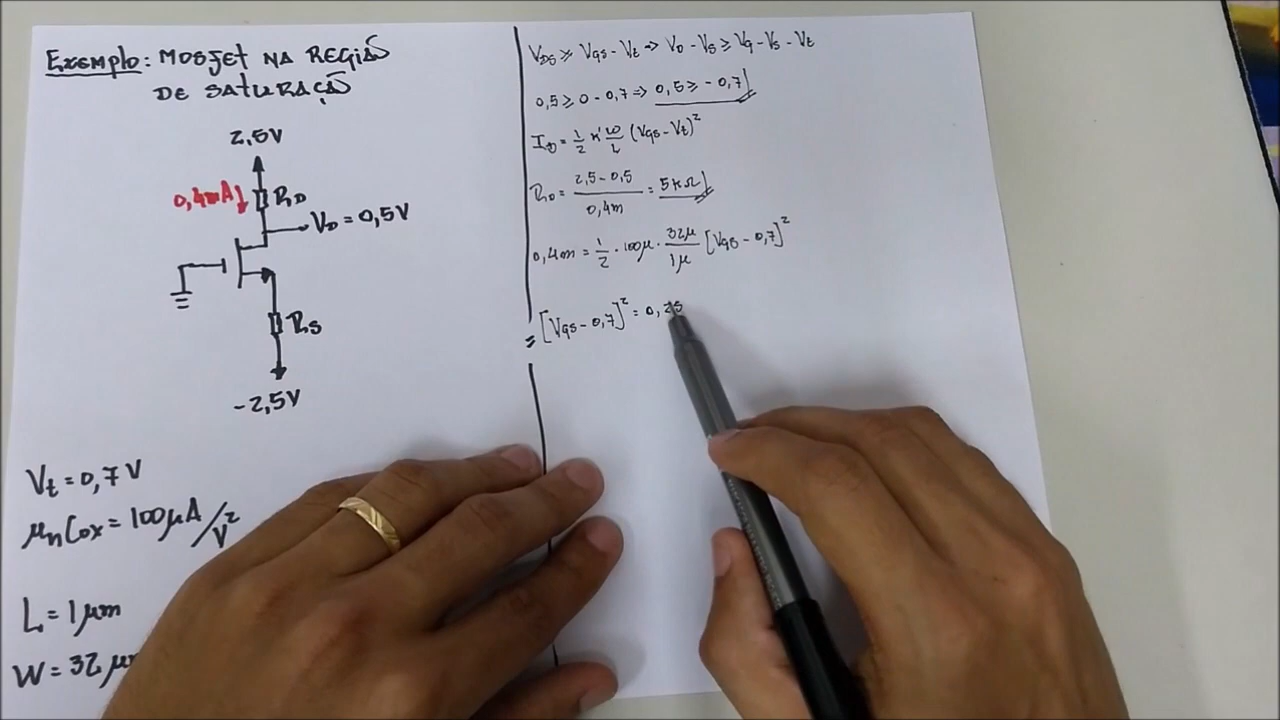 Exemplo: MOSFET NA REGIÃO
DE SATURAÇÃO
2,5V
0,4mA
RD
VD = 0,5V
RS
-2,5V
Vt = 0,7V
μnCox = 100μA/V²
L = 1μm
W = 32μm
VDS ≥ VGS - Vt → VD - VS ≥ VG - VS - Vt
0,5 ≥ 0 - 0,7 ⇒ 0,5 ≥ -0,7
ID = 1/2 k' W/L (VGS - Vt)²
RD = 2,5 - 0,5 / 0,4m = 5kΩ
0,4m = 1/2 · 100μ · 32μ/1μ [VGS - 0,7]²
= [VGS - 0,7]² = 0,25